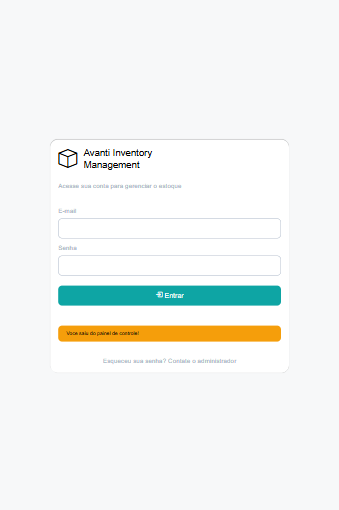 Avanti Inventory
Management
Acesse sua conta para gerenciar o estoque
E-mail
Senha
Entrar
Voce saiu do painel de controle!
Esqueceu sua senha? Contate o administrador